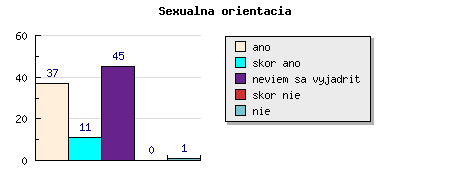 Sexualna orientacia
60
40
20
0
37
11
45
0
1
ano
skor ano
neviem sa vyjadrit
skor nie
nie